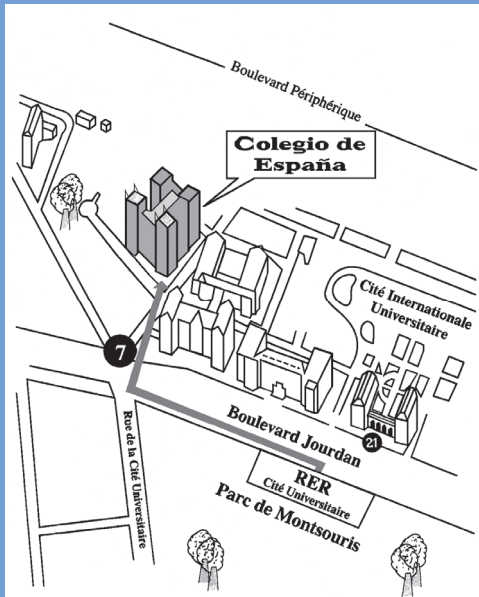 Boulevard Périphérique
Colegio de
España
Cité Internationale
Universitaire
7
21
Boulevard Jourdan
Rue de la Cité Universitaire
RER
Cité Universitaire
Parc de Montsouris